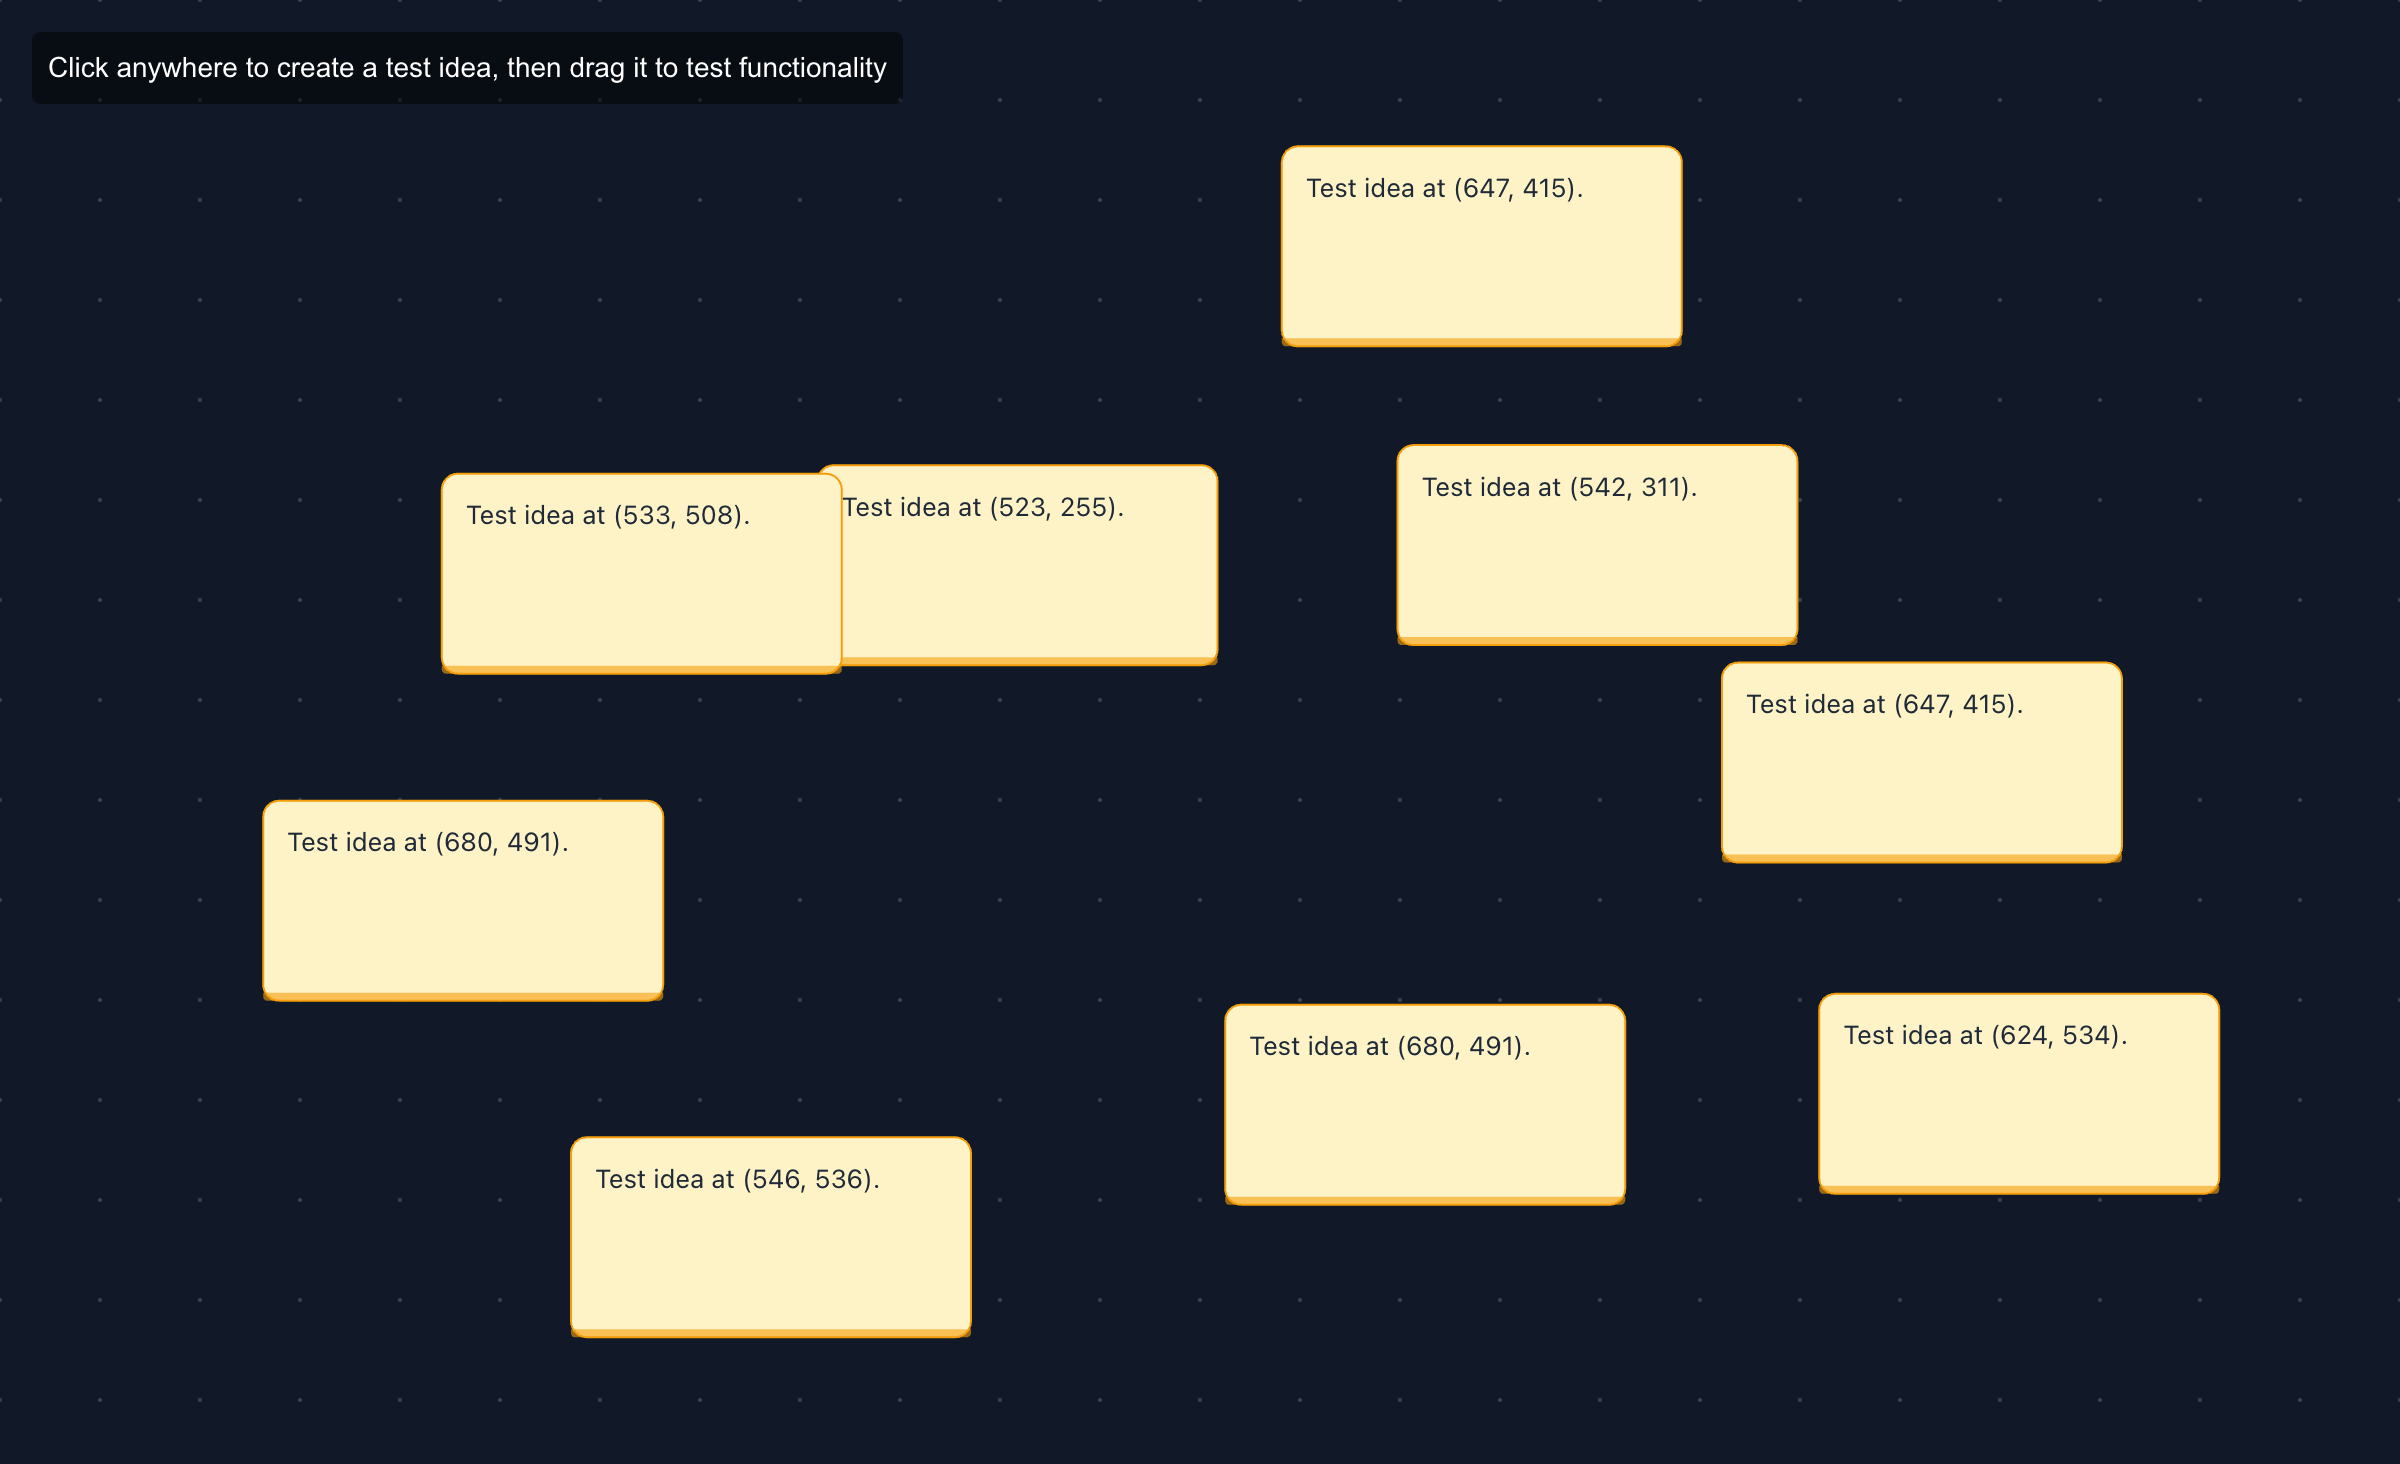 Click anywhere to create a test idea, then drag it to test functionality
Test idea at (647, 415).
Test idea at (533, 508).
Test idea at (523, 255).
Test idea at (542, 311).
Test idea at (647, 415).
Test idea at (680, 491).
Test idea at (680, 491).
Test idea at (624, 534).
Test idea at (546, 536).